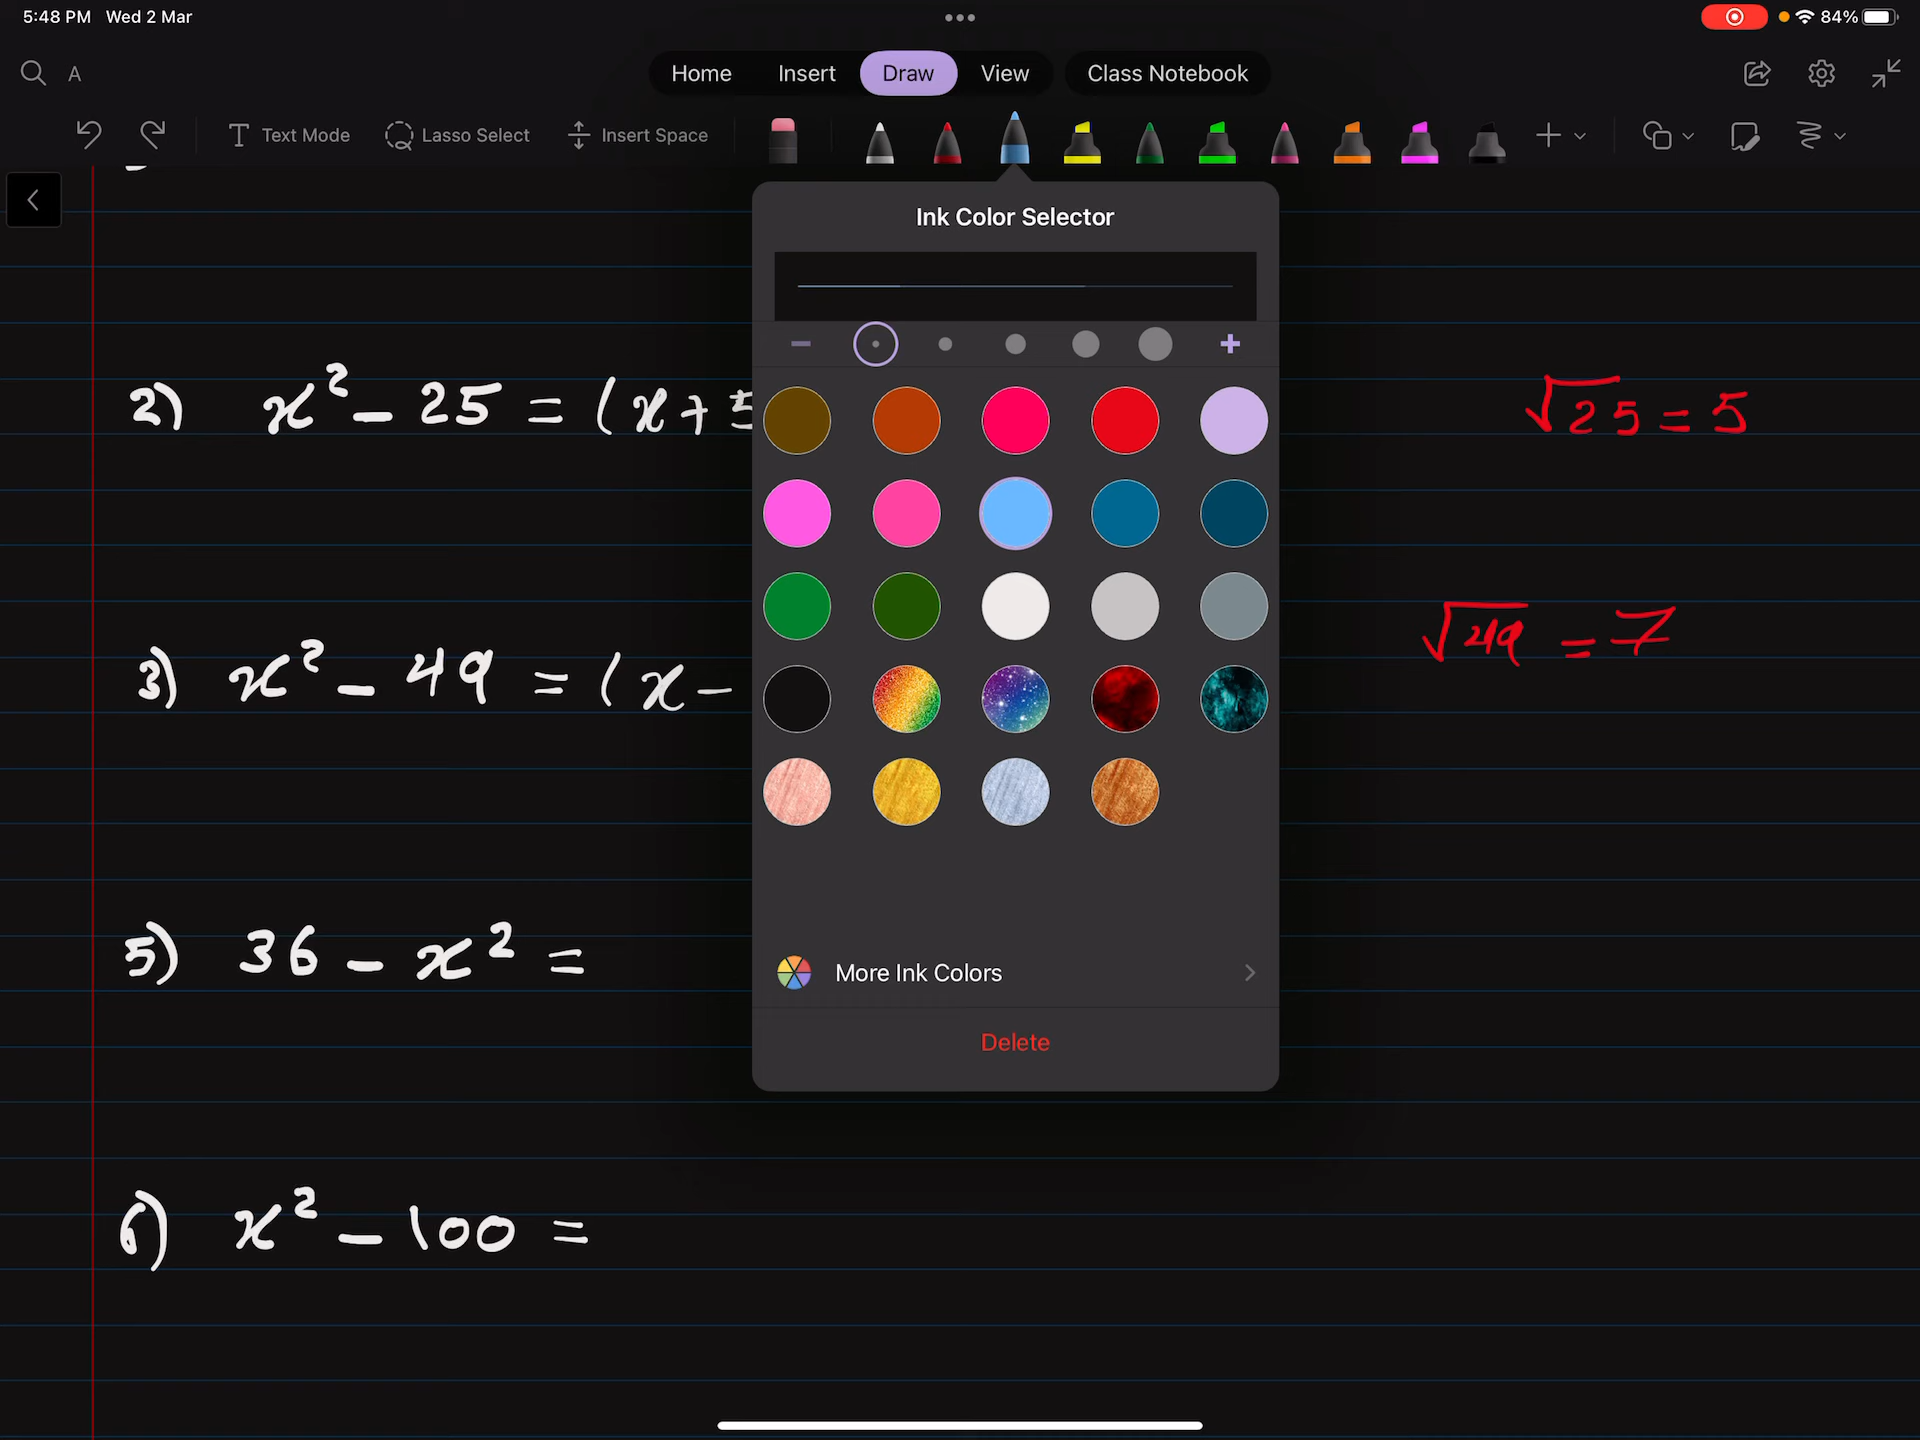 5:48 PM Wed 2 Mar
84%
A
Home Insert Draw View Class Notebook
Text Mode Lasso Select Insert Space
Ink Color Selector
2) x² - 25 = (x+5
√25 = 5
3) x² - 49 = (x-
√49 = 7
5) 36 - x² =
More Ink Colors
Delete
6) x² - 100 =